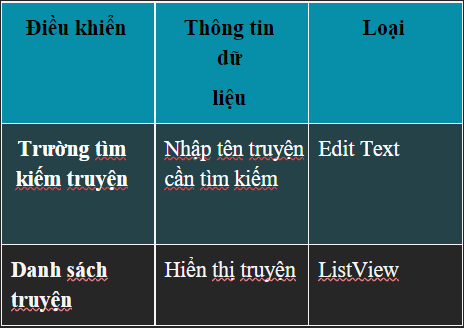 Điều khiển
Thông tin
dữ
liệu
Loại
Trường tìm
kiếm truyện
Nhập tên truyện
cần tìm kiếm
Edit Text
Danh sách
truyện
Hiển thị truyện
ListView